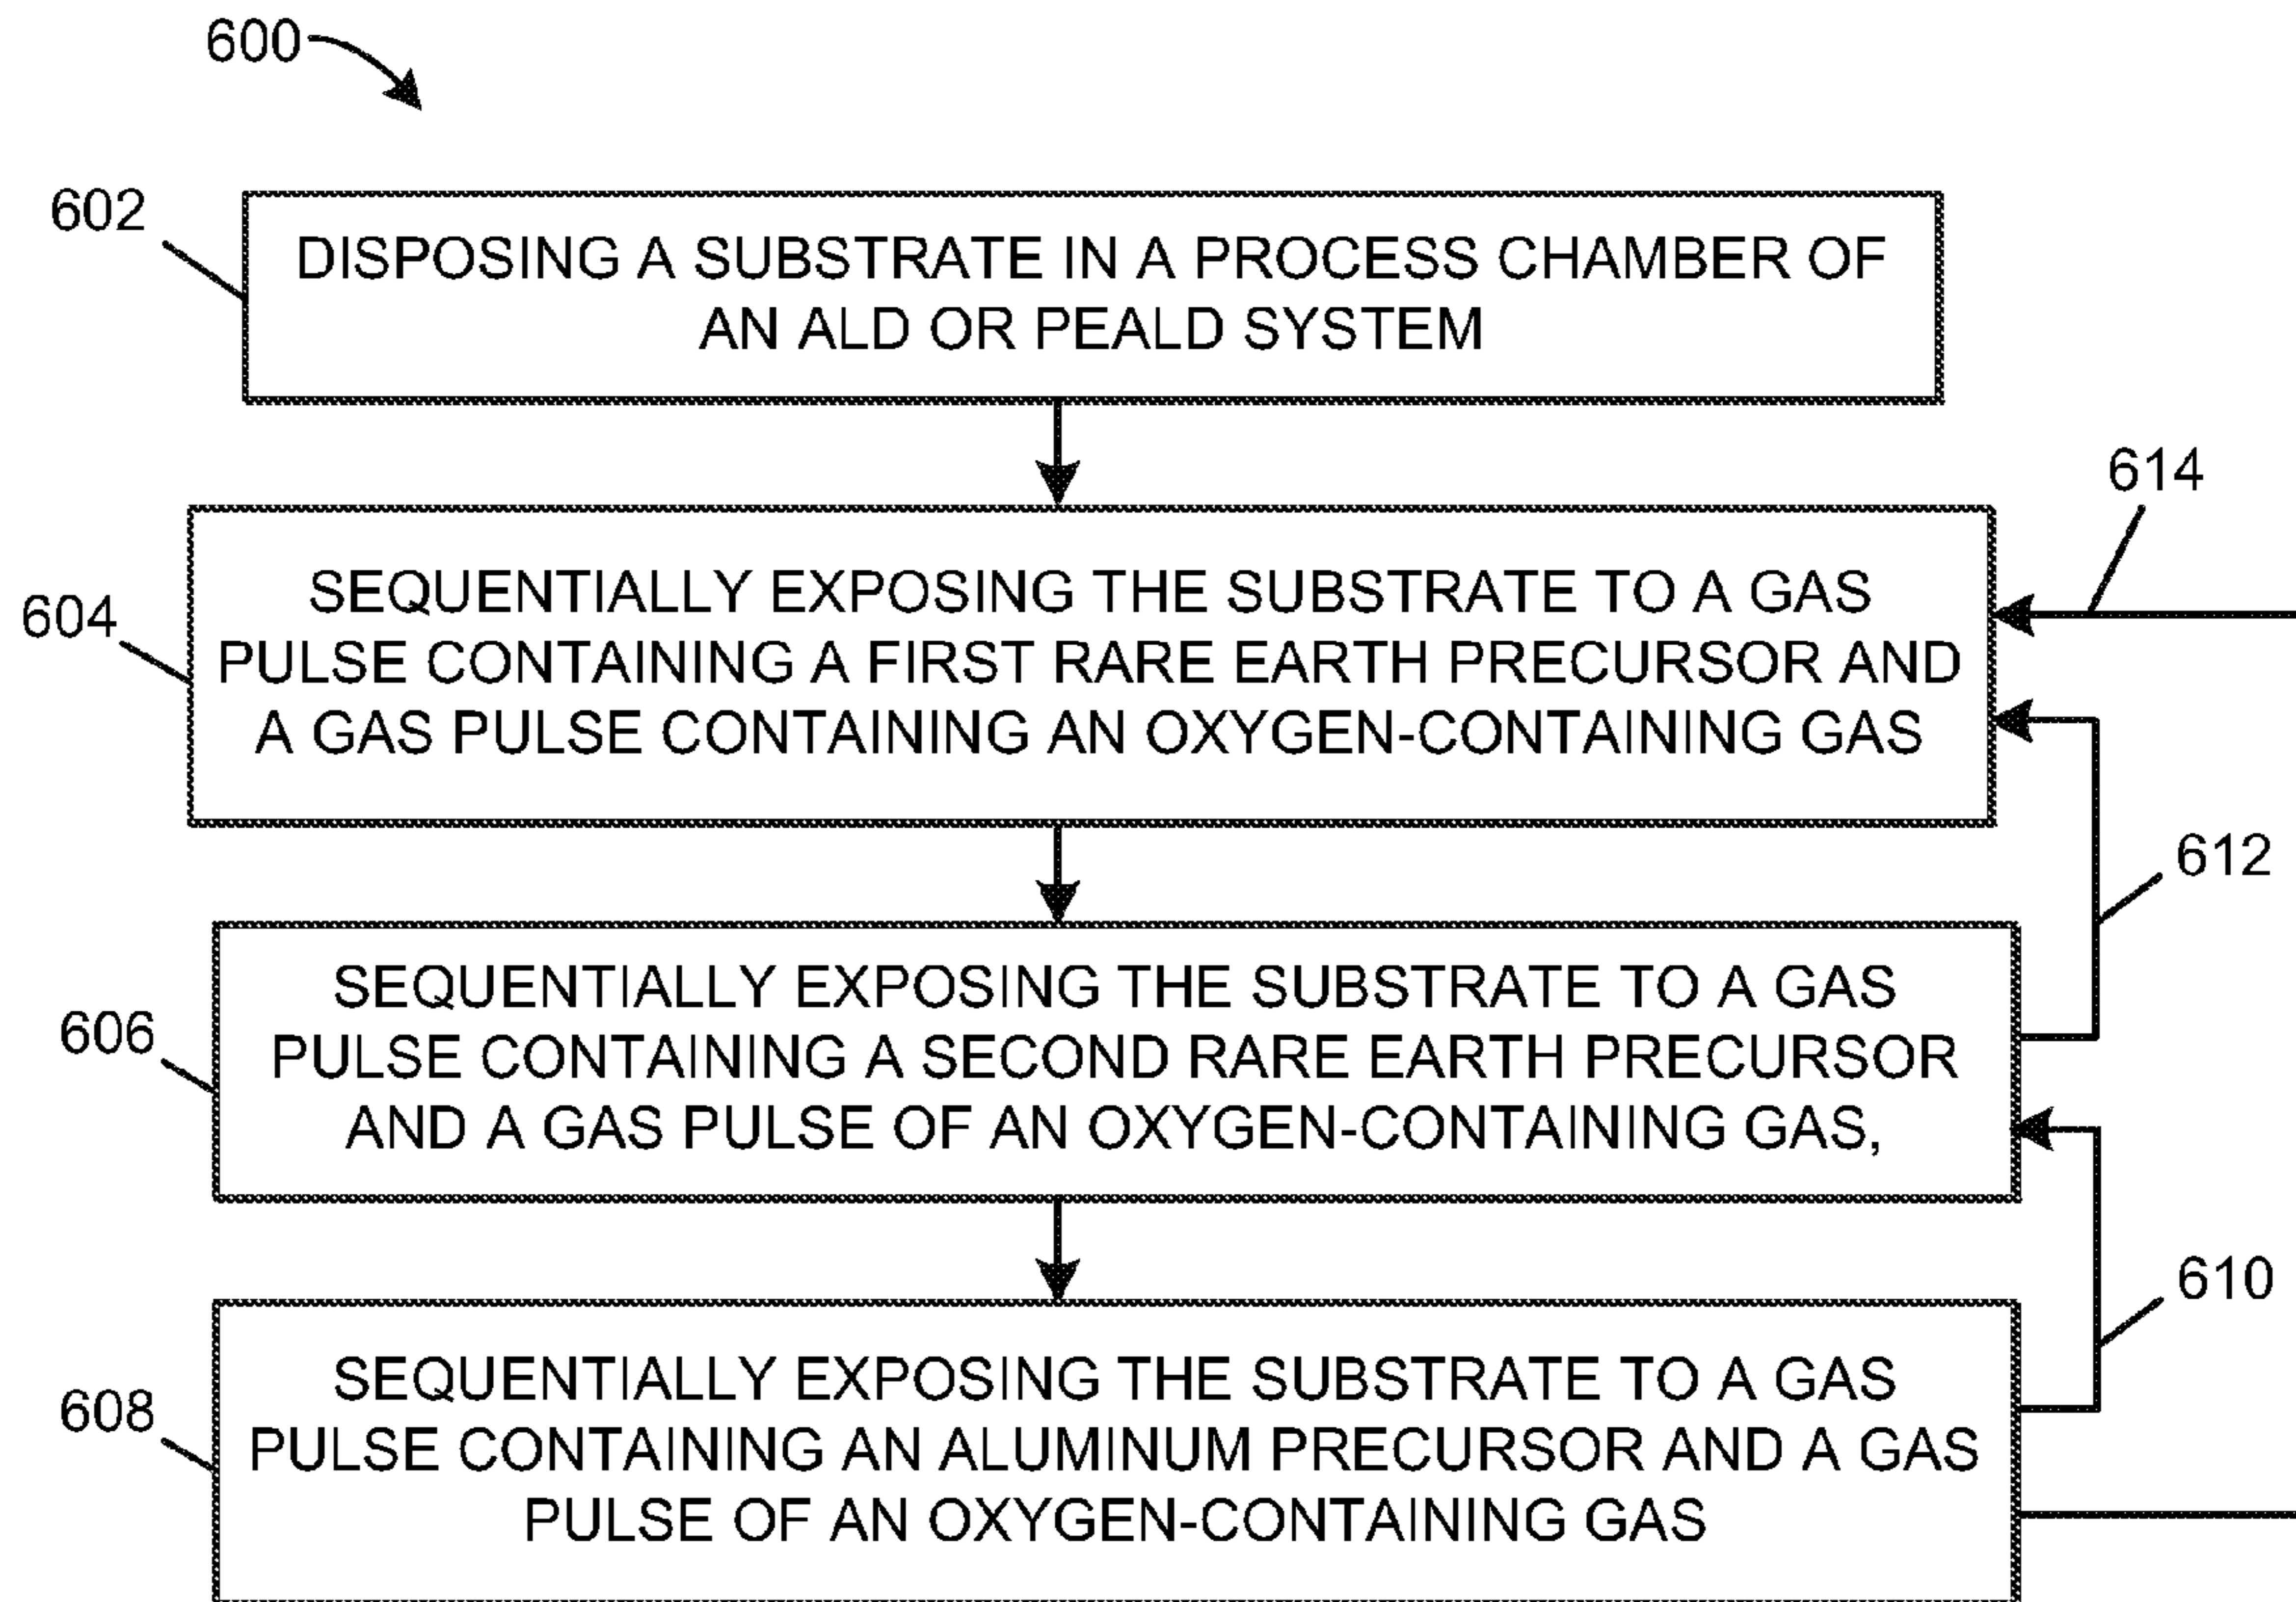 600
602
DISPOSING A SUBSTRATE IN A PROCESS CHAMBER OF
AN ALD OR PEALD SYSTEM
614
604
SEQUENTIALLY EXPOSING THE SUBSTRATE TO A GAS
PULSE CONTAINING A FIRST RARE EARTH PRECURSOR AND
A GAS PULSE CONTAINING AN OXYGEN-CONTAINING GAS
612
606
SEQUENTIALLY EXPOSING THE SUBSTRATE TO A GAS
PULSE CONTAINING A SECOND RARE EARTH PRECURSOR
AND A GAS PULSE OF AN OXYGEN-CONTAINING GAS,
610
608
SEQUENTIALLY EXPOSING THE SUBSTRATE TO A GAS
PULSE CONTAINING AN ALUMINUM PRECURSOR AND A GAS
PULSE OF AN OXYGEN-CONTAINING GAS